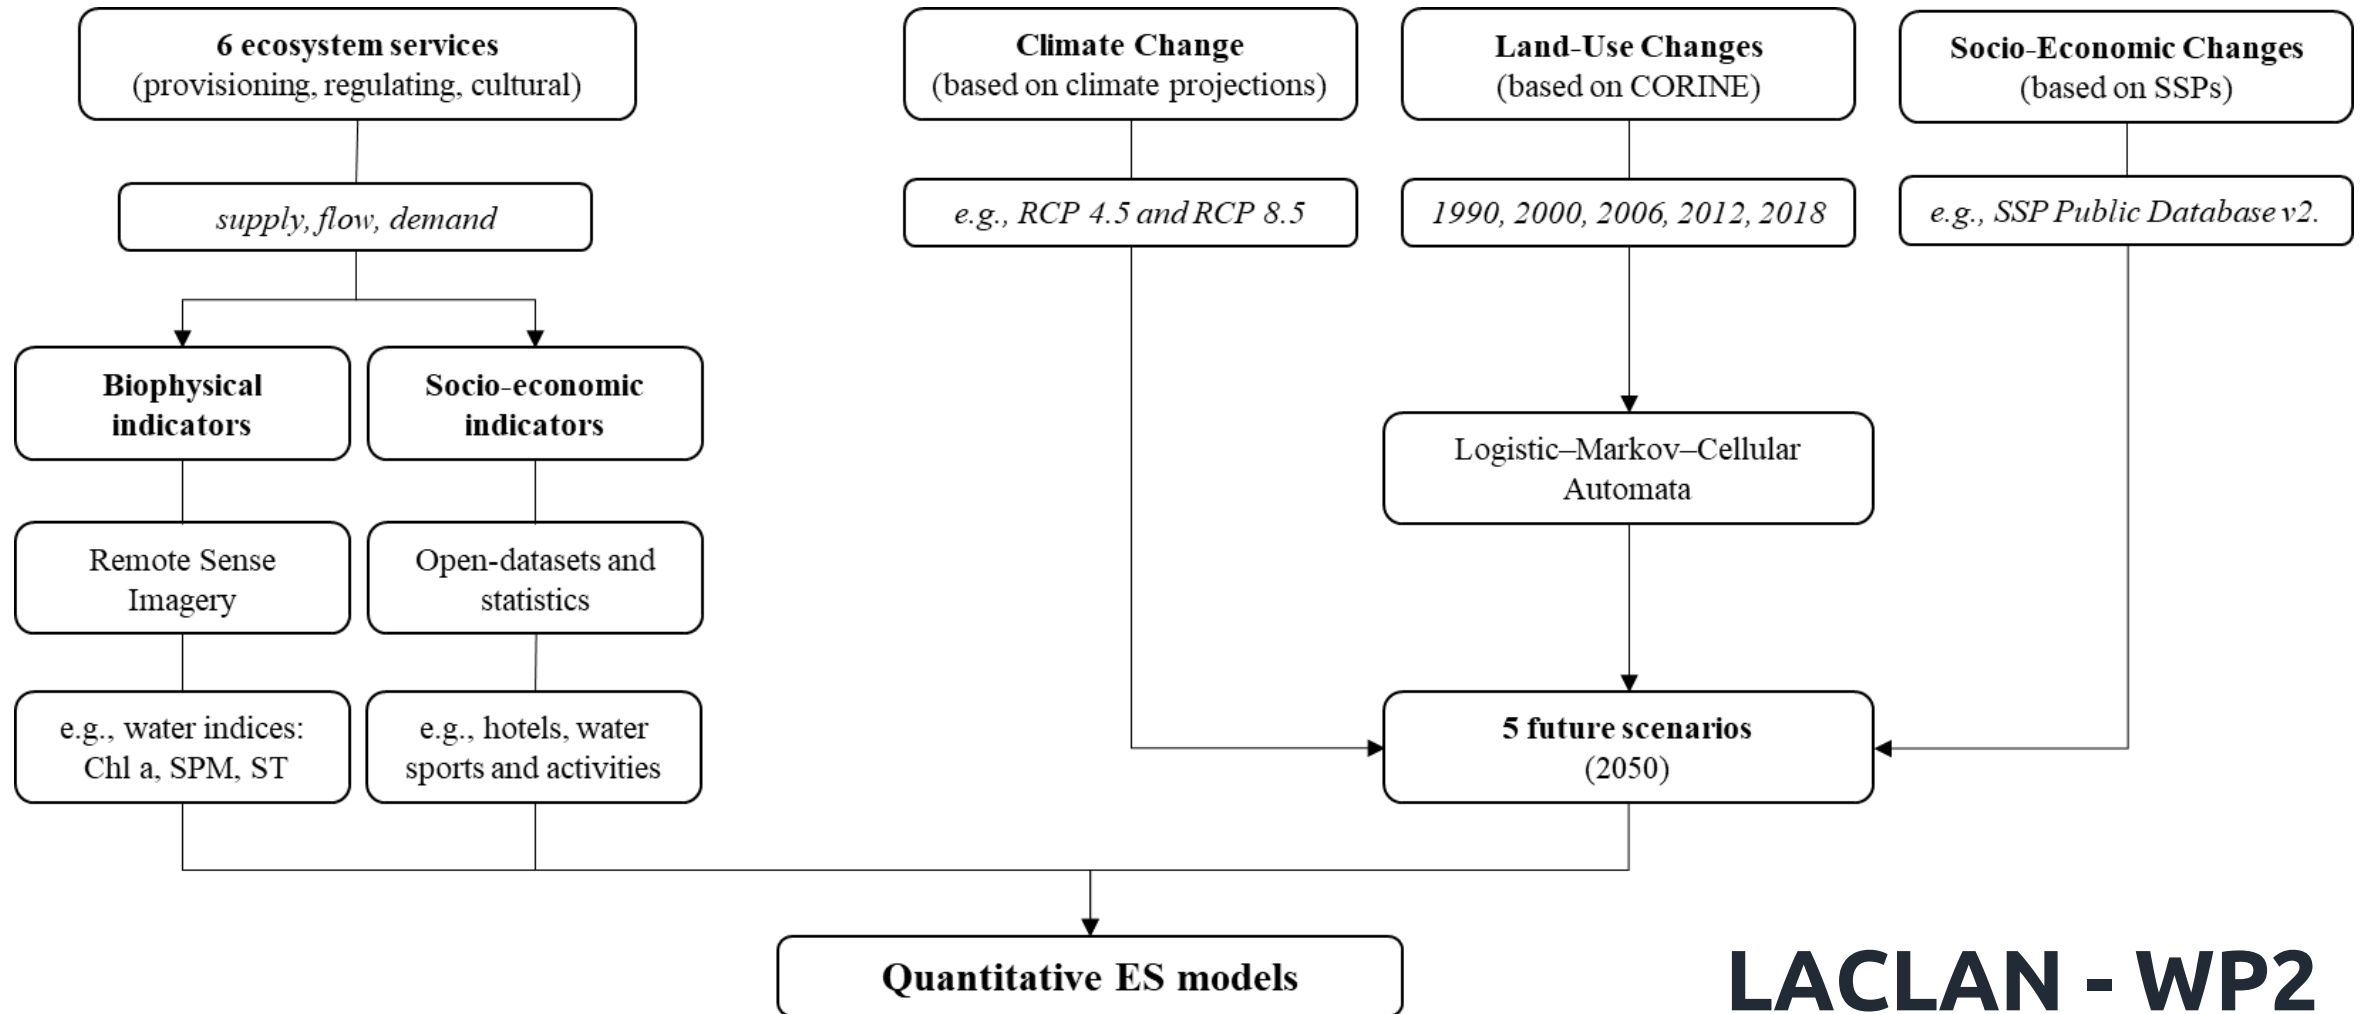 6 ecosystem services
(provisioning, regulating, cultural)
Climate Change
(based on climate projections)
Land-Use Changes
(based on CORINE)
Socio-Economic Changes
(based on SSPs)
supply, flow, demand
e.g., RCP 4.5 and RCP 8.5
1990, 2000, 2006, 2012, 2018
e.g., SSP Public Database v2.
Biophysical
indicators
Socio-economic
indicators
Logistic–Markov–Cellular
Automata
Remote Sense
Imagery
Open-datasets and
statistics
e.g., water indices:
Chl a, SPM, ST
e.g., hotels, water
sports and activities
5 future scenarios
(2050)
Quantitative ES models
LACLAN - WP2